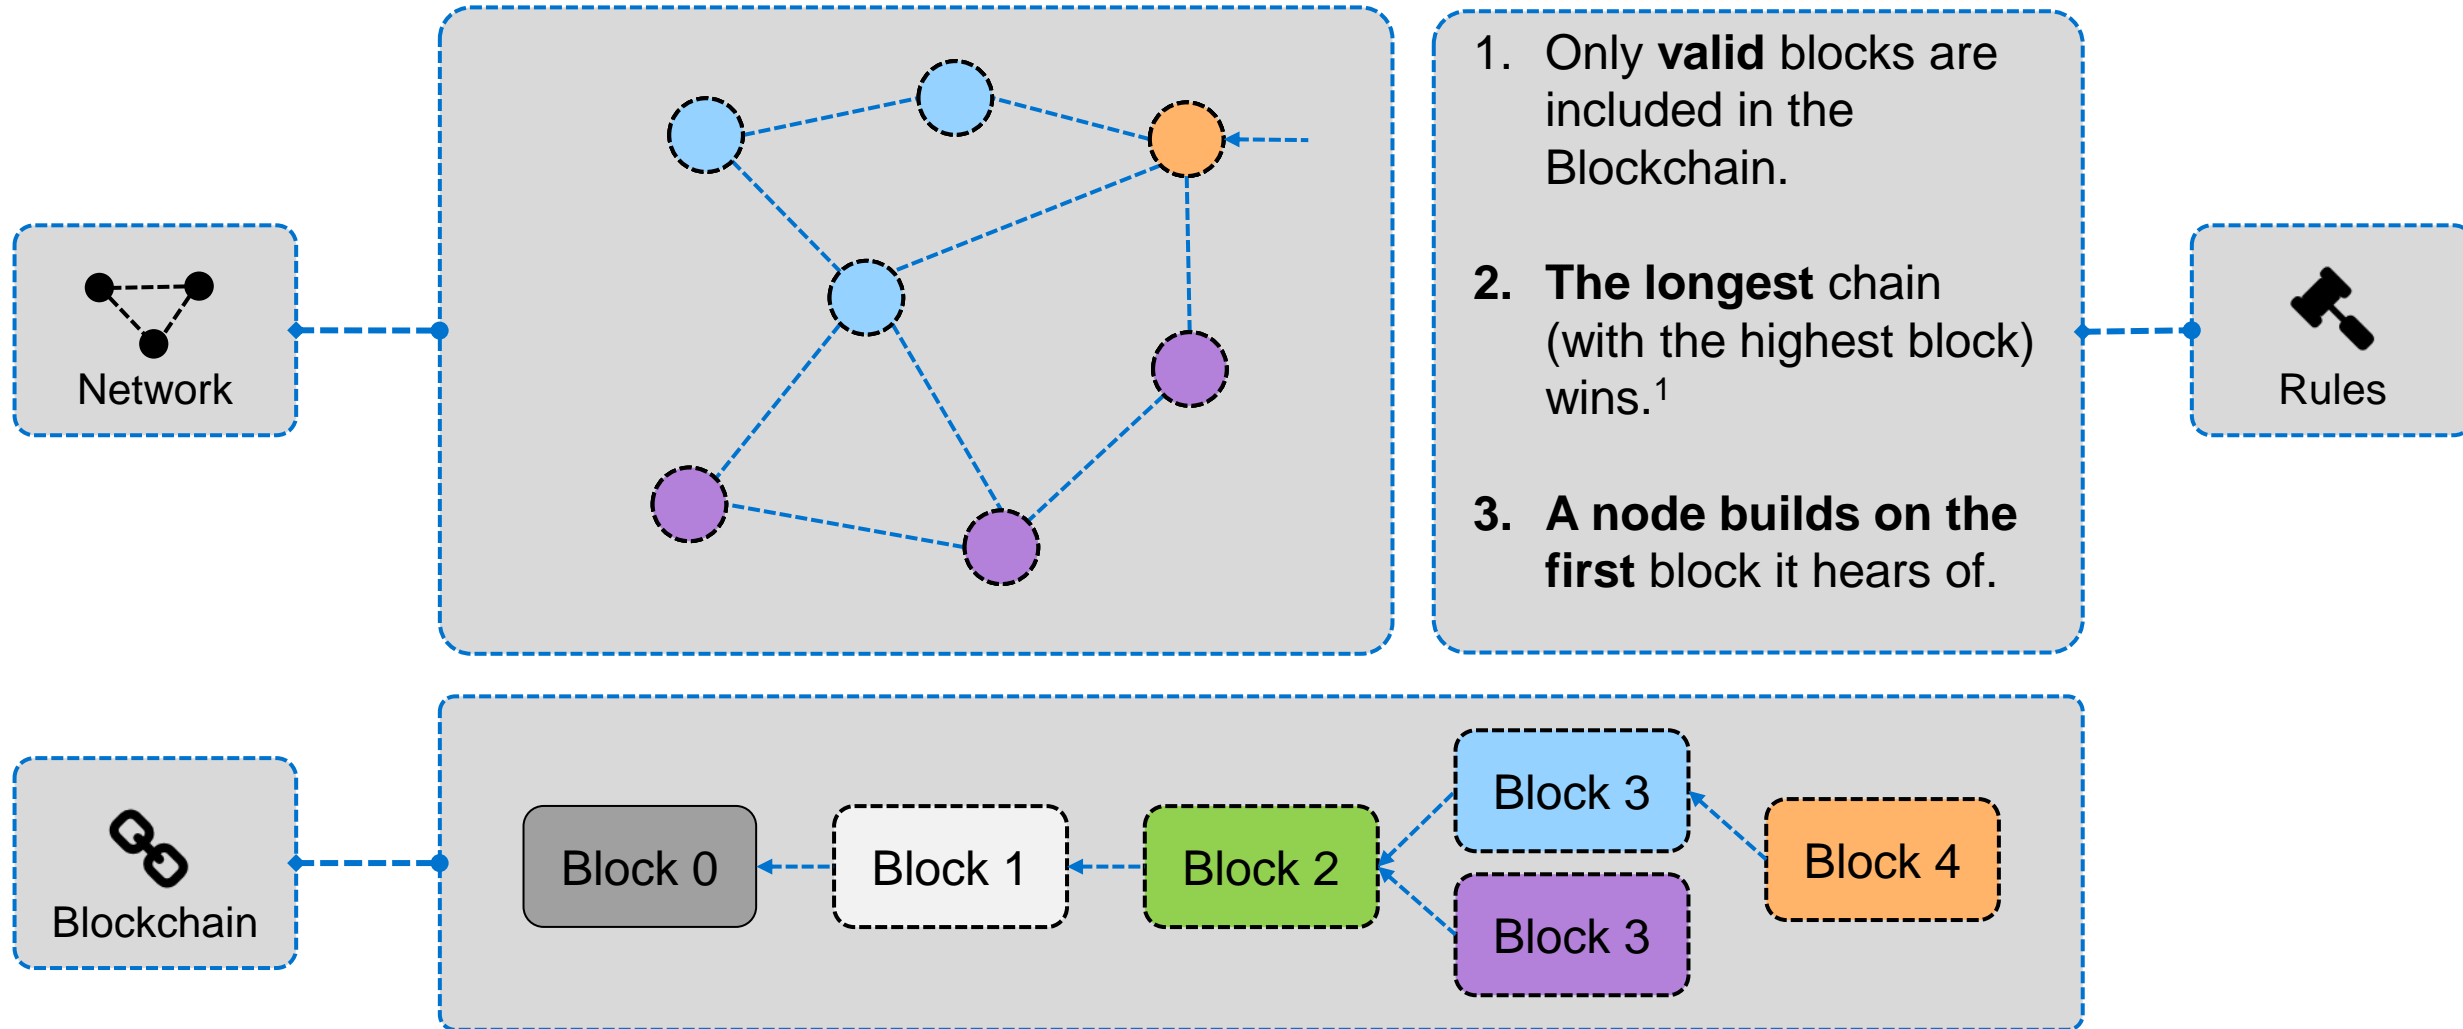 Network
1. Only valid blocks are
included in the
Blockchain.
2. The longest chain
(with the highest block)
wins.¹
3. A node builds on the
first block it hears of.
Rules
Blockchain
Block 0
Block 1
Block 2
Block 3
Block 3
Block 4